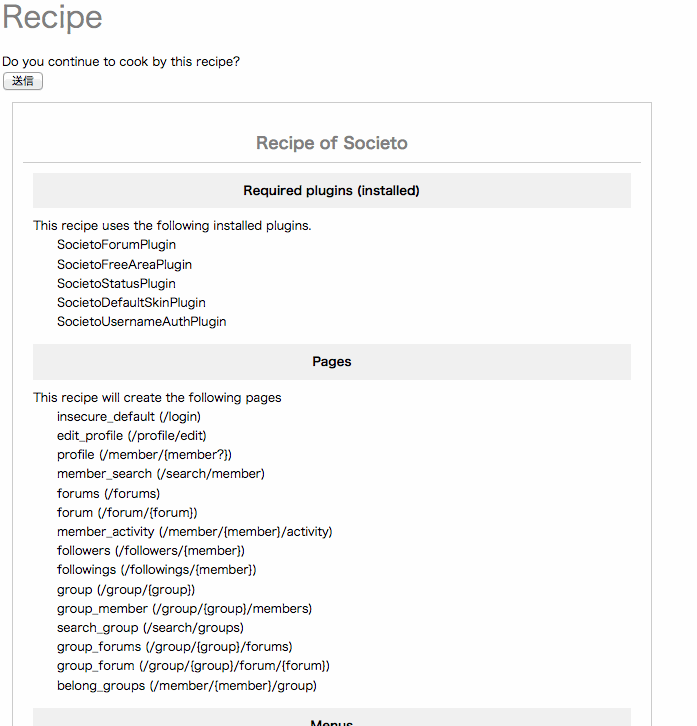 Recipe
Do you continue to cook by this recipe?
送信
Recipe of Societo
Required plugins (installed)
This recipe uses the following installed plugins.
SocietoForumPlugin
SocietoFreeAreaPlugin
SocietoStatusPlugin
SocietoDefaultSkinPlugin
SocietoUsernameAuthPlugin
Pages
This recipe will create the following pages
insecure_default (/login)
edit_profile (/profile/edit)
profile (/member/{member?})
member_search (/search/member)
forums (/forums)
forum (/forum/{forum})
member_activity (/member/{member}/activity)
followers (/followers/{member})
followings (/followings/{member})
group (/group/{group})
group_member (/group/{group}/members)
search_group (/search/groups)
group_forums (/group/{group}/forums)
group_forum (/group/{group}/forum/{forum})
belong_groups (/member/{member}/group)
Menus